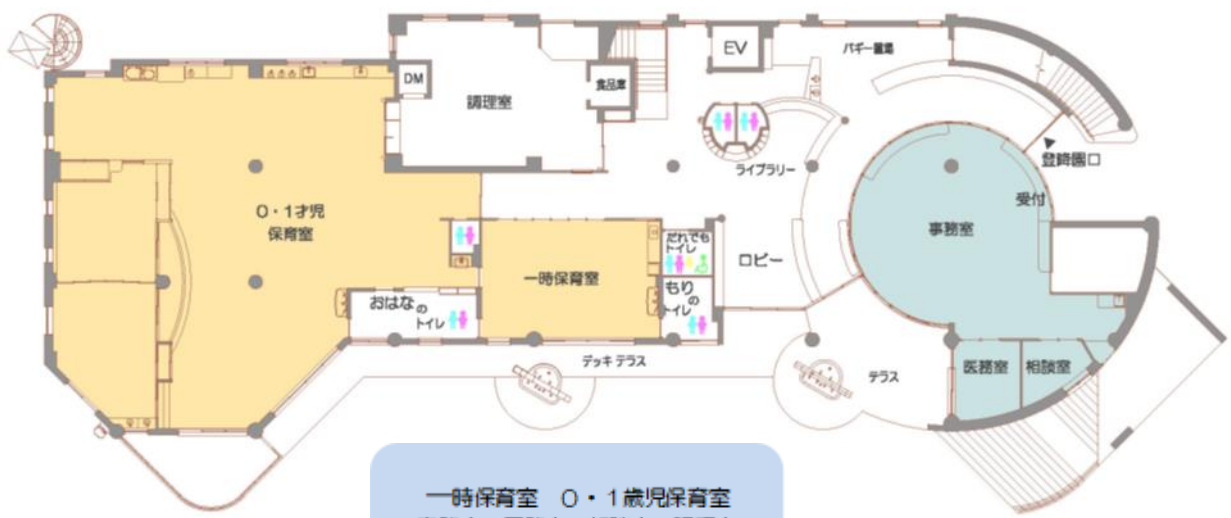 EV
バギー置場
DM
食品庫
調理室
登降園口
ライブラリー
受付
0・1才児
保育室
事務室
だれでも
トイレ
ロビー
一時保育室
もり
の
トイレ
おはなの
トイレ
デッキ テラス
テラス
医務室
相談室
一時保育室 0・1歳児保育室